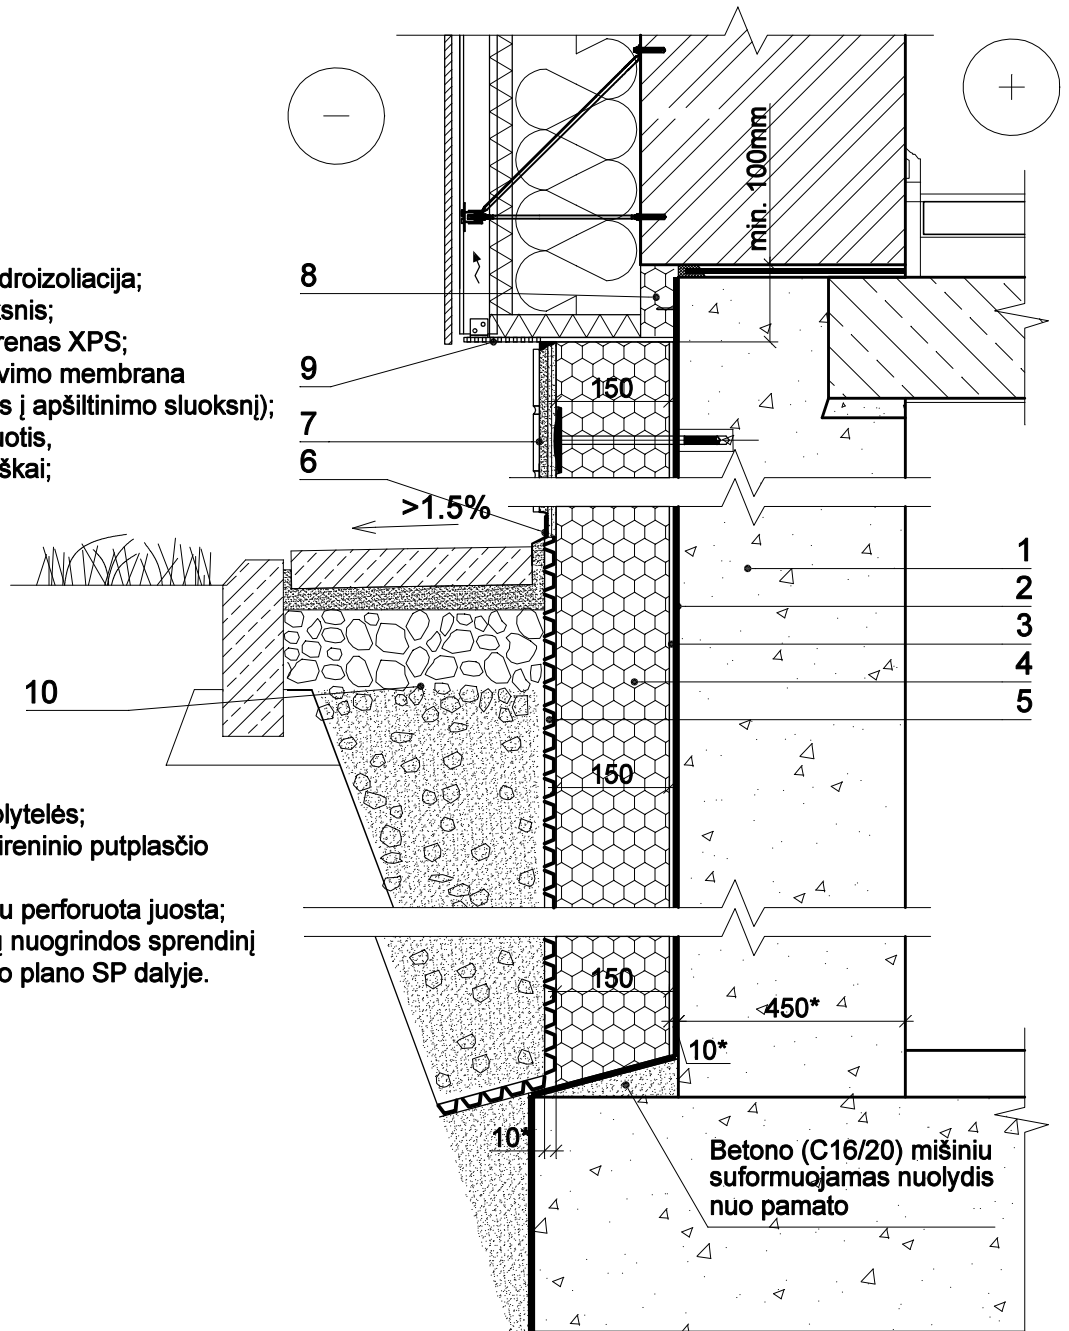 min. 100mm
droizoliacija;
ksnis;
renas XPS;
vimo membrana
s į apšiltinimo sluoksnį);
uotis,
škai;
8
9
7
6
150
>1.5%
1
2
3
4
5
10
150
olytelės;
ireninio putplasčio
u perforuota juosta;
ų nuogrindos sprendinį
o plano SP dalyje.
150
450*
10*
10*
Betono (C16/20) mišiniu
suformuojamas nuolydis
nuo pamato